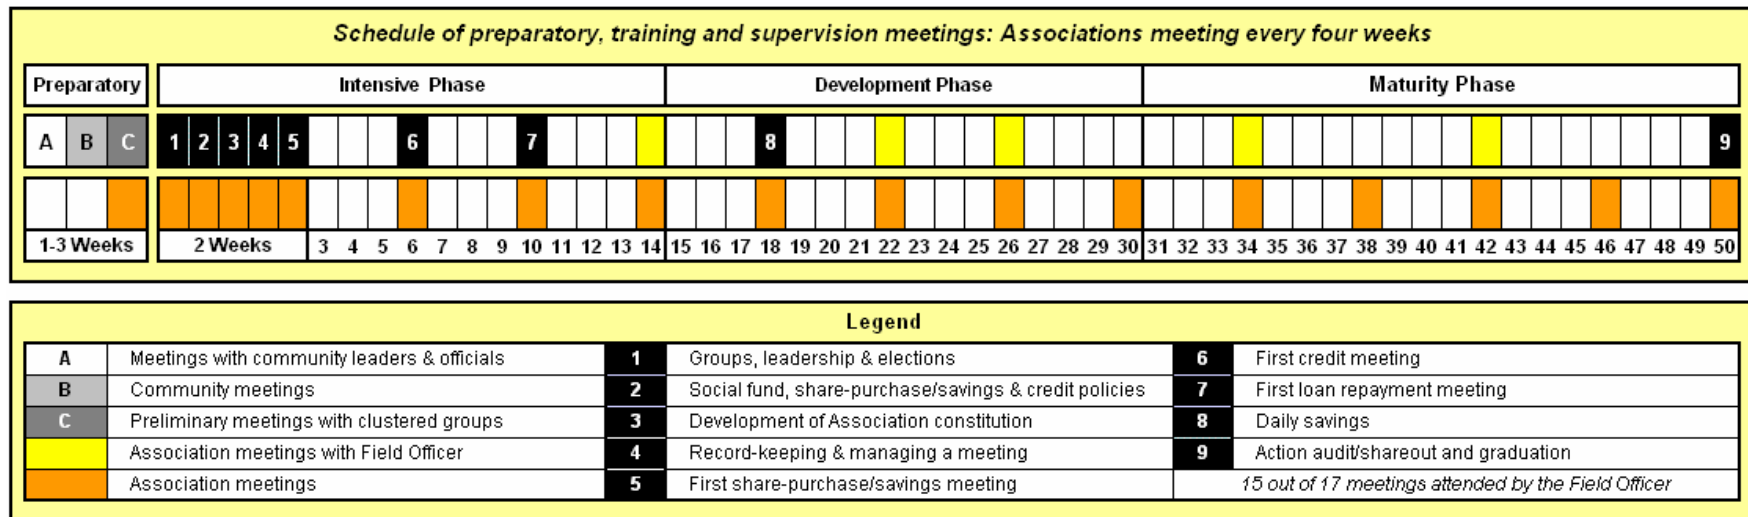 Schedule of preparatory, training and supervision meetings: Associations meeting every four weeks
Preparatory Intensive Phase Development Phase Maturity Phase
A B C 1 2 3 4 5 6 7 8 9
1-3 Weeks 2 Weeks 3 4 5 6 7 8 9 10 11 12 13 14 15 16 17 18 19 20 21 22 23 24 25 26 27 28 29 30 31 32 33 34 35 36 37 38 39 40 41 42 43 44 45 46 47 48 49 50
Legend
A Meetings with community leaders & officials 1 Groups, leadership & elections 6 First credit meeting
B Community meetings 2 Social fund, share-purchase/savings & credit policies 7 First loan repayment meeting
C Preliminary meetings with clustered groups 3 Development of Association constitution 8 Daily savings
Association meetings with Field Officer 4 Record-keeping & managing a meeting 9 Action audit/shareout and graduation
Association meetings 5 First share-purchase/savings meeting 15 out of 17 meetings attended by the Field Officer